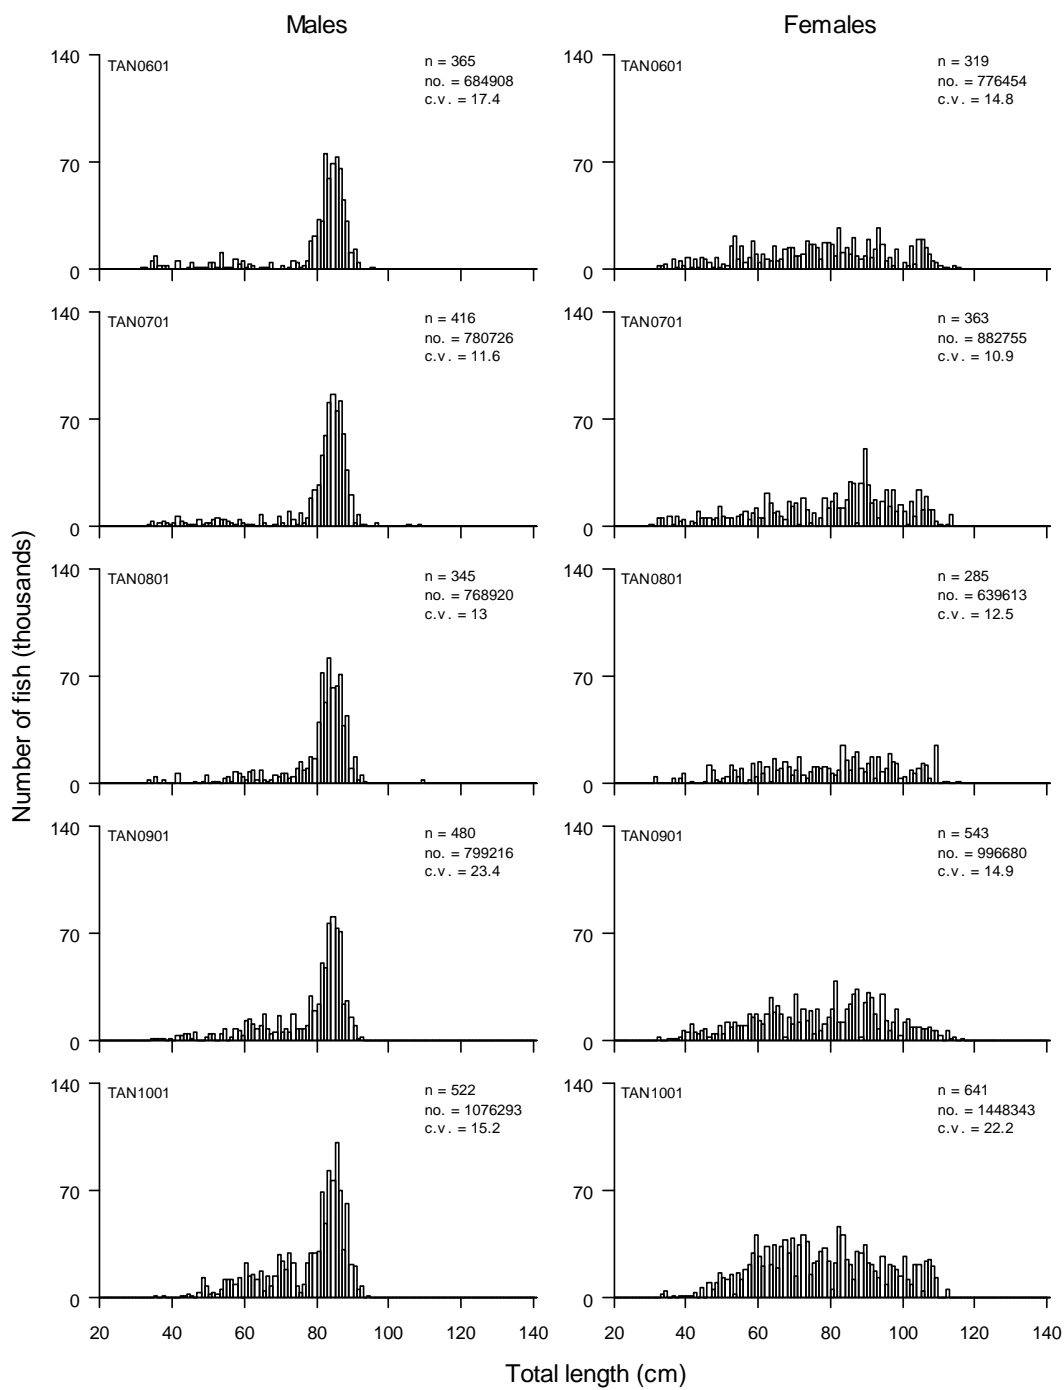 Males
Females
140
70
0
TAN0601
n = 365
no. = 684908
c.v. = 17.4
TAN0601
n = 319
no. = 776454
c.v. = 14.8
140
70
0
140
70
0
TAN0701
n = 416
no. = 780726
c.v. = 11.6
TAN0701
n = 363
no. = 882755
c.v. = 10.9
140
70
0
140
70
0
TAN0801
n = 345
no. = 768920
c.v. = 13
TAN0801
n = 285
no. = 639613
c.v. = 12.5
140
70
0
140
70
0
TAN0901
n = 480
no. = 799216
c.v. = 23.4
TAN0901
n = 543
no. = 996680
c.v. = 14.9
140
70
0
140
70
0
TAN1001
n = 522
no. = 1076293
c.v. = 15.2
TAN1001
n = 641
no. = 1448343
c.v. = 22.2
140
70
0
20 40 60 80 100 120 140
20 40 60 80 100 120 140
Number of fish (thousands)
Total length (cm)